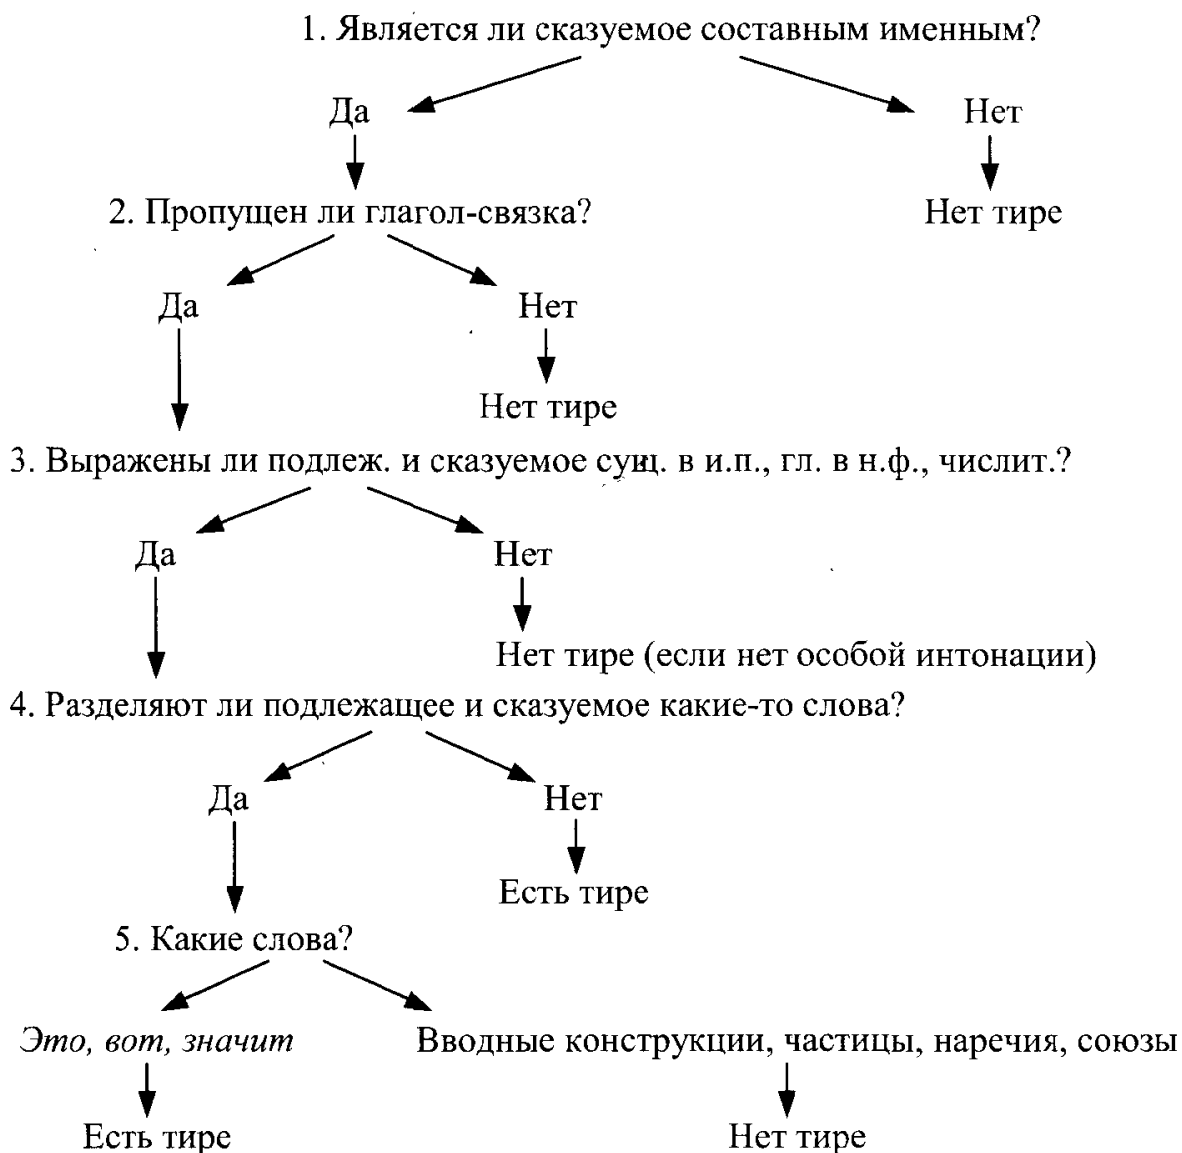 1. Является ли сказуемое составным именным?
Да Нет
2. Пропущен ли глагол-связка? Нет тире
Да Нет
Нет тире
3. Выражены ли подлеж. и сказуемое сущ. в и.п., гл. в н.ф., числит.?
Да Нет
Нет тире (если нет особой интонации)
4. Разделяют ли подлежащее и сказуемое какие-то слова?
Да Нет
Есть тире
5. Какие слова?
Это, вот, значит Вводные конструкции, частицы, наречия, союзы
Есть тире Нет тире